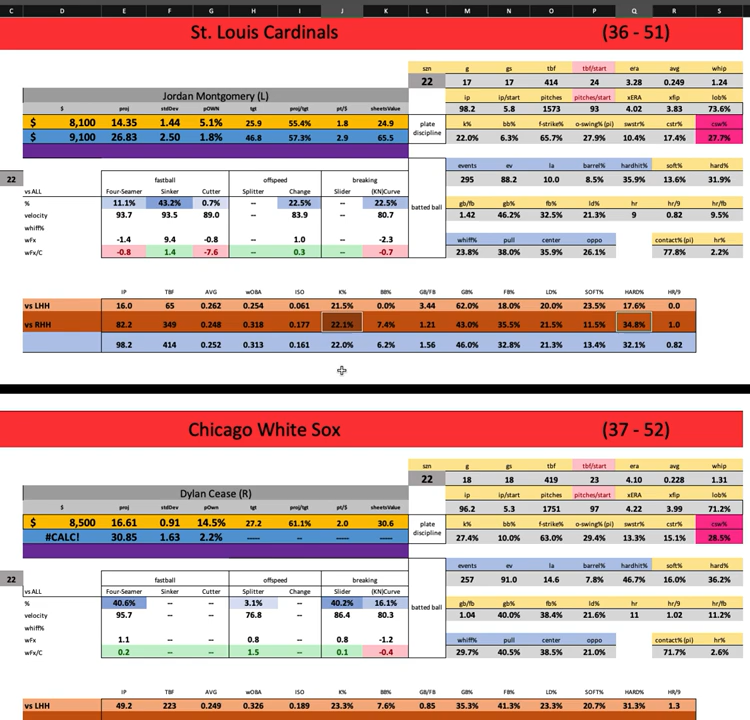 C D E F G H I J K L M N O P Q R S
St. Louis Cardinals (36 - 51)
szn g gs tbf tbf/start era avg whip
22 17 17 414 24 3.28 0.249 1.24
Jordan Montgomery (L) ip ip/start pitches pitches/start xERA xfip lob%
$ proj stdDev pOWN tgt proj/tgt pt/$ sheetsValue 98.2 5.8 1573 93 4.02 3.83 73.6%
$ 8,100 14.35 1.44 5.1% 25.9 55.4% 1.8 24.9 plate discipline k% bb% f-strike% o-swing% (pi) swstr% cstr% csw%
$ 9,100 26.83 2.50 1.8% 46.8 57.3% 2.9 65.5 22.0% 6.3% 65.7% 27.9% 10.4% 17.4% 27.7%
events ev la barrel% hardhit% soft% hard%
22 fastball offspeed breaking 295 88.2 10.0 8.5% 35.9% 13.6% 31.9%
vs ALL Four-Seamer Sinker Cutter Splitter Change Slider (KN)Curve batted ball
% 11.1% 43.2% 0.7% -- 22.5% -- 22.5% gb/fb gb% fb% ld% hr hr/9 hr/fb
velocity 93.7 93.5 89.0 -- 83.9 -- 80.7 1.42 46.2% 32.5% 21.3% 9 0.82 9.5%
whiff%
wFx -1.4 9.4 -0.8 -- 1.0 -- -2.3 whiff% pull center oppo contact% (pi) hr%
wFx/C -0.8 1.4 -7.6 -- 0.3 -- -0.7 23.8% 38.0% 35.9% 26.1% 77.8% 2.2%
IP TBF AVG wOBA ISO K% BB% GB/FB GB% FB% LD% SOFT% HARD% HR/9
vs LHH 16.0 65 0.262 0.254 0.061 21.5% 0.0% 3.44 62.0% 18.0% 20.0% 23.5% 17.6% 0.0
vs RHH 82.2 349 0.248 0.318 0.177 22.1% 7.4% 1.21 43.0% 35.5% 21.5% 11.5% 34.8% 1.0
98.2 414 0.252 0.313 0.161 22.0% 6.2% 1.56 46.0% 32.8% 21.3% 13.4% 32.1% 0.82
Chicago White Sox (37 - 52)
szn g gs tbf tbf/start era avg whip
22 18 18 419 23 4.10 0.228 1.31
Dylan Cease (R) ip ip/start pitches pitches/start xERA xfip lob%
$ proj stdDev pOwn tgt proj/tgt pt/$ sheetsValue 96.2 5.3 1751 97 4.22 3.99 71.2%
$ 8,500 16.61 0.91 14.5% 27.2 61.1% 2.0 30.6 plate discipline k% bb% f-strike% o-swing% (pi) swstr% cstr% csw%
#CALC! 30.85 1.63 2.2% ---- ---- -- ---- 27.4% 10.0% 63.0% 29.4% 13.3% 15.1% 28.5%
events ev la barrel% hardhit% soft% hard%
22 fastball offspeed breaking 257 91.0 14.6 7.8% 46.7% 16.0% 36.2%
vs ALL Four-Seamer Sinker Cutter Splitter Change Slider (KN)Curve batted ball
% 40.6% -- -- 3.1% -- 40.2% 16.1% gb/fb gb% fb% ld% hr hr/9 hr/fb
velocity 95.7 -- -- 76.8 -- 86.4 80.3 1.04 40.0% 38.4% 21.6% 11 1.02 11.2%
whiff%
wFx 1.1 -- -- 0.8 -- 0.8 -1.2 whiff% pull center oppo contact% (pi) hr%
wFx/C 0.2 -- -- 1.5 -- 0.1 -0.4 29.7% 40.5% 38.5% 21.0% 71.7% 2.6%
IP TBF AVG wOBA ISO K% BB% GB/FB GB% FB% LD% SOFT% HARD% HR/9
vs LHH 49.2 223 0.249 0.326 0.189 23.3% 7.6% 0.85 35.3% 41.3% 23.3% 20.7% 31.3% 1.3